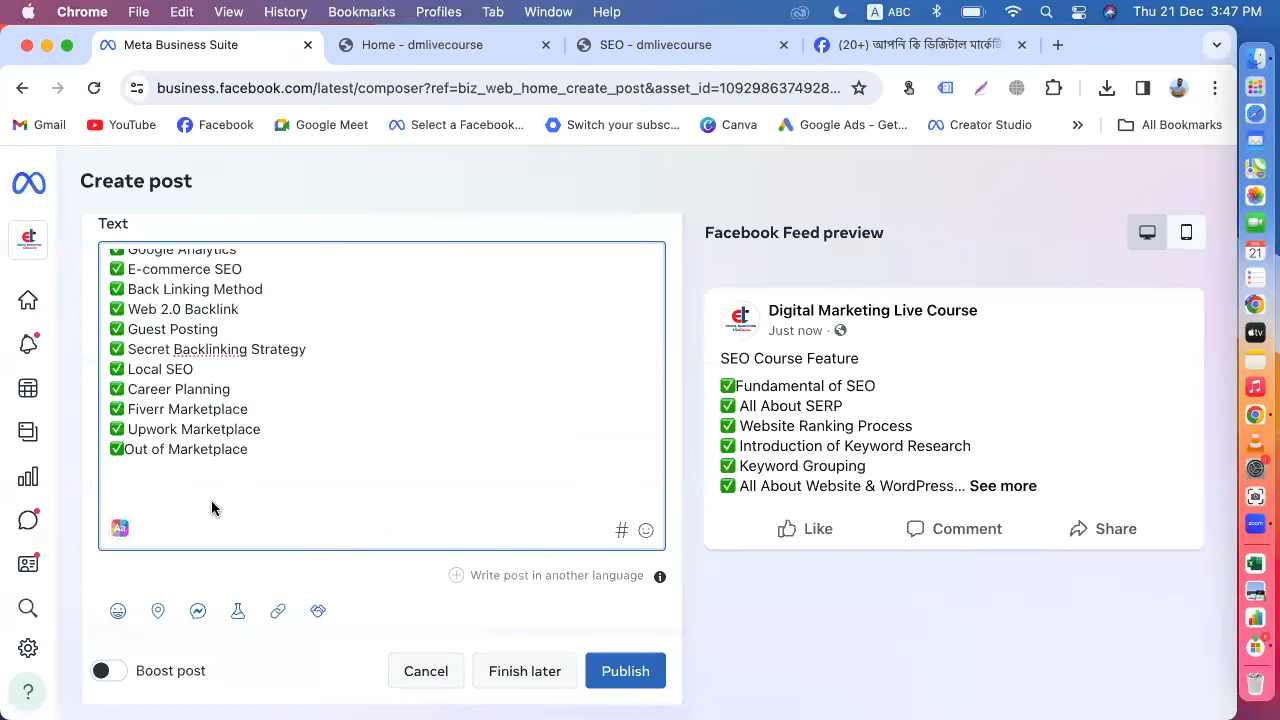 Chrome File Edit View History Bookmarks Profiles Tab Window Help A ABC Thu 21 Dec 3:47 PM
Meta Business Suite Home - dmlivecourse SEO - dmlivecourse (20+) আপনি কি ডিজিটাল মার্কেটিং
business.facebook.com/latest/composer?ref=biz_web_home_create_post&asset_id=1092986374928...
Gmail YouTube Facebook Google Meet Select a Facebook... Switch your subsc... Canva Google Ads - Get... Creator Studio » All Bookmarks
Create post
Text
✅ Google Analytics
✅ E-commerce SEO
✅ Back Linking Method
✅ Web 2.0 Backlink
✅ Guest Posting
✅ Secret Backlinking Strategy
✅ Local SEO
✅ Career Planning
✅ Fiverr Marketplace
✅ Upwork Marketplace
✅Out of Marketplace
Aa #
Write post in another language
Boost post Cancel Finish later Publish
Facebook Feed preview
Digital Marketing Live Course
Just now ·
SEO Course Feature
✅Fundamental of SEO
✅ All About SERP
✅ Website Ranking Process
✅ Introduction of Keyword Research
✅ Keyword Grouping
✅ All About Website & WordPress... See more
Like Comment Share
21
tv
zoom